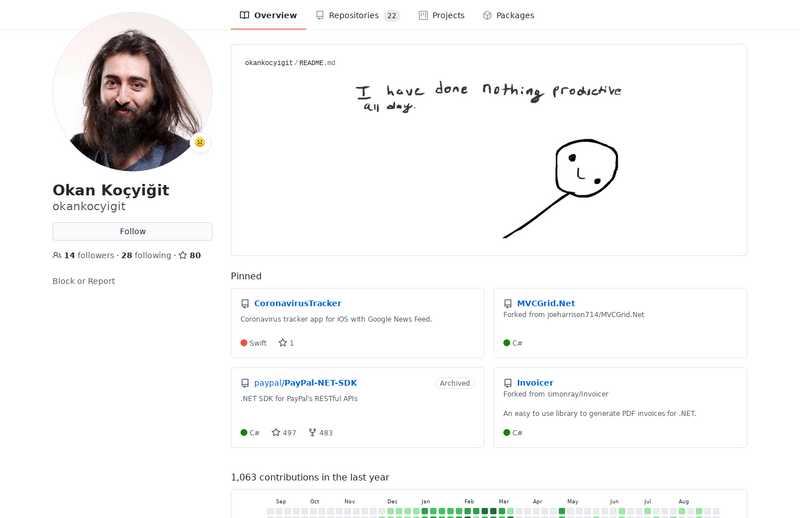 Overview Repositories 22 Projects Packages
okankocyigit/README.md
I have done nothing productive
all day.
Okan Koçyiğit
okankocyigit
Follow
14 followers · 28 following · 80
Block or Report
Pinned
CoronavirusTracker
Coronavirus tracker app for iOS with Google News Feed.
Swift 1
MVCGrid.Net
Forked from joeharrison714/MVCGrid.Net
C#
paypal/PayPal-NET-SDK Archived
.NET SDK for PayPal's RESTful APIs
C# 497 483
Invoicer
Forked from simonray/Invoicer
An easy to use library to generate PDF invoices for .NET.
C#
1,063 contributions in the last year
Sep Oct Nov Dec Jan Feb Mar Apr May Jun Jul Aug